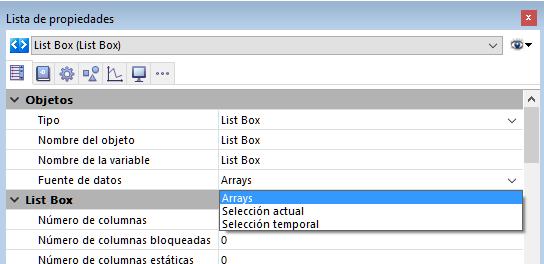 Lista de propiedades
List Box (List Box)
Objetos
Tipo List Box
Nombre del objeto List Box
Nombre de la variable List Box
Fuente de datos Arrays
List Box Arrays
Número de columnas Selección actual
Selección temporal
Número de columnas bloqueadas 0
Número de columnas estáticas 0